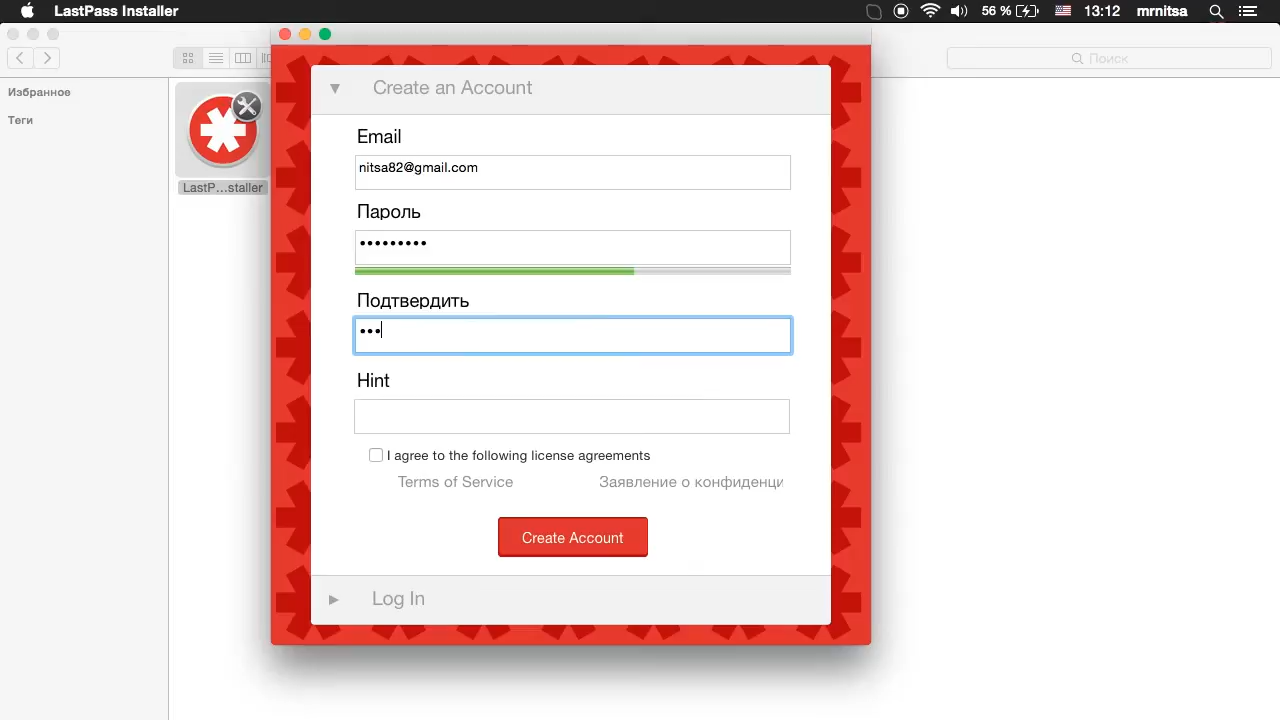 LastPass Installer
56 %
13:12
mrnitsa
Поиск
Избранное
Теги
LastP...staller
Create an Account
Email
nitsa82@gmail.com
Пароль
•••••••••
Подтвердить
•••
Hint
I agree to the following license agreements
Terms of Service
Заявление о конфиденци
Create Account
Log In